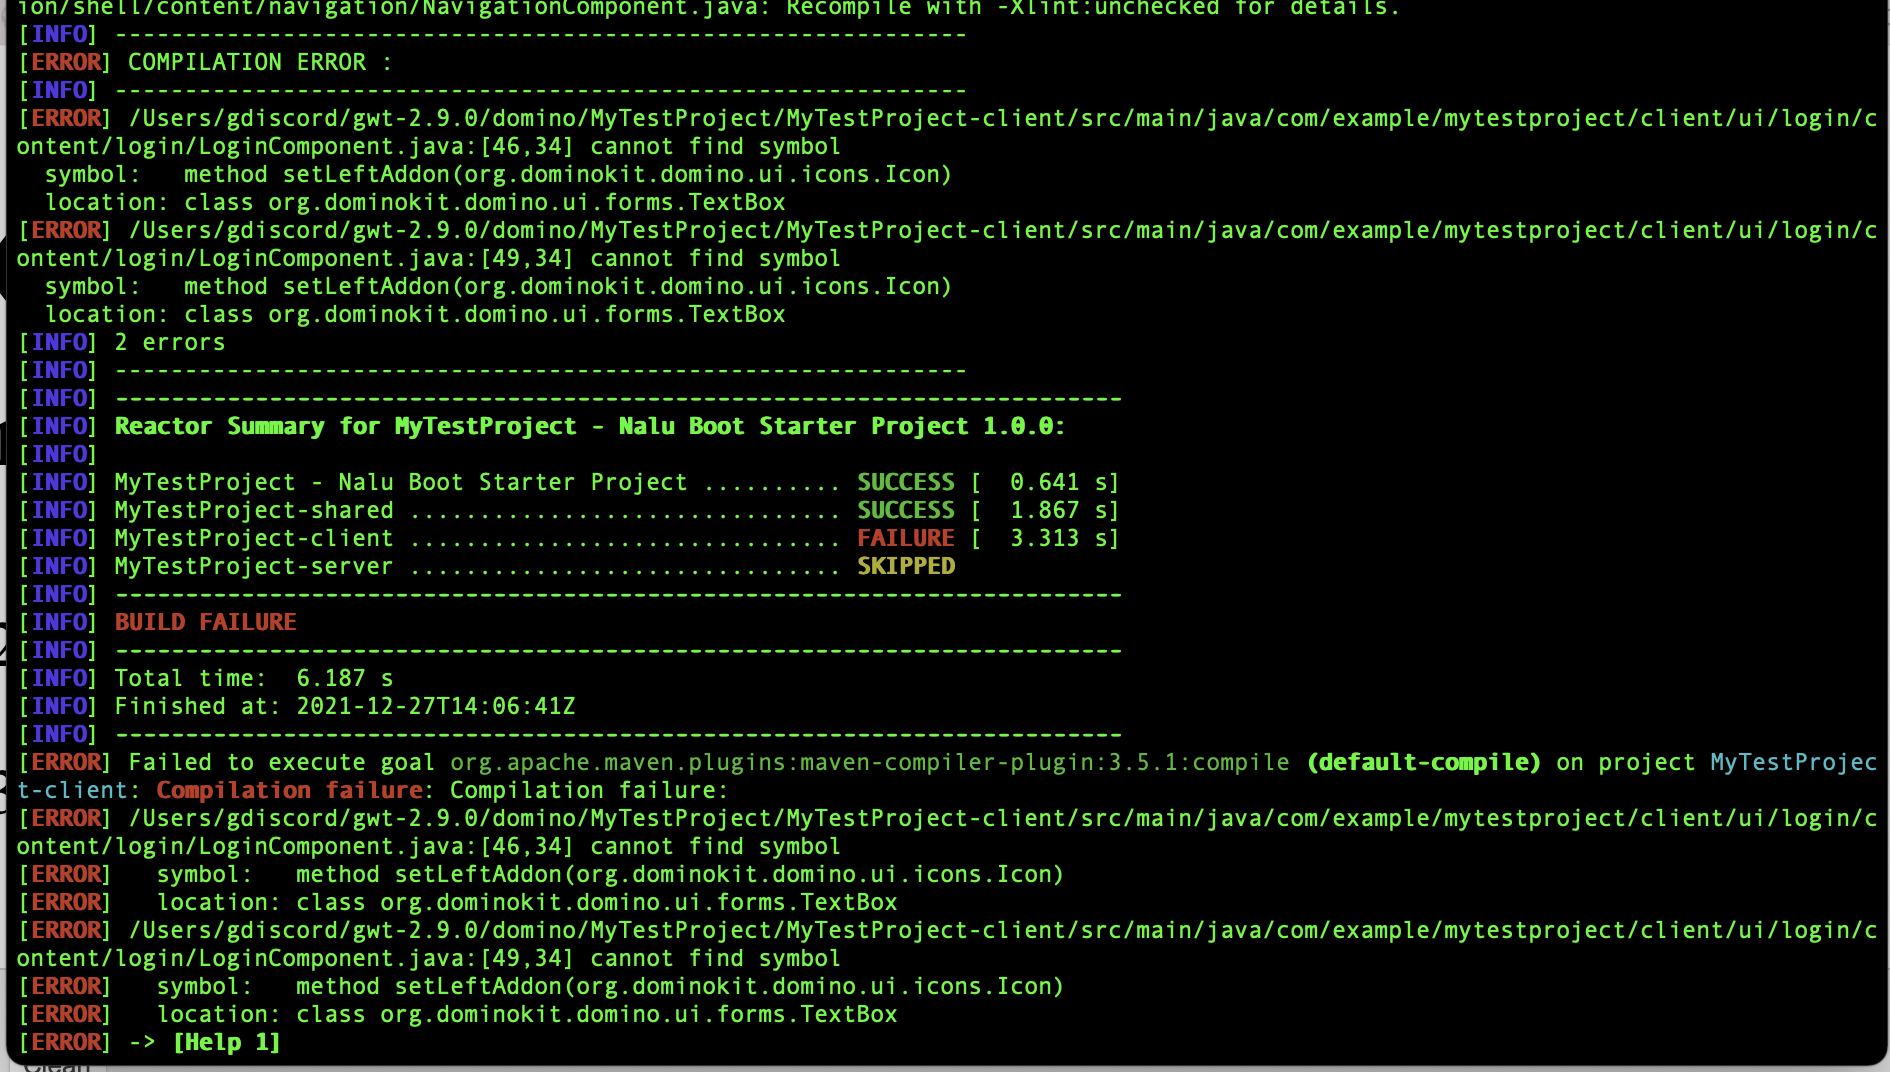 ion/shell/content/navigation/NavigationComponent.java: Recompile with -Xlint:unchecked for details.
[INFO] -------------------------------------------------------------
[ERROR] COMPILATION ERROR :
[INFO] -------------------------------------------------------------
[ERROR] /Users/gdiscord/gwt-2.9.0/domino/MyTestProject/MyTestProject-client/src/main/java/com/example/mytestproject/client/ui/login/c
ontent/login/LoginComponent.java:[46,34] cannot find symbol
  symbol:   method setLeftAddon(org.dominokit.domino.ui.icons.Icon)
  location: class org.dominokit.domino.ui.forms.TextBox
[ERROR] /Users/gdiscord/gwt-2.9.0/domino/MyTestProject/MyTestProject-client/src/main/java/com/example/mytestproject/client/ui/login/c
ontent/login/LoginComponent.java:[49,34] cannot find symbol
  symbol:   method setLeftAddon(org.dominokit.domino.ui.icons.Icon)
  location: class org.dominokit.domino.ui.forms.TextBox
[INFO] 2 errors
[INFO] -------------------------------------------------------------
[INFO] ------------------------------------------------------------------------
[INFO] Reactor Summary for MyTestProject - Nalu Boot Starter Project 1.0.0:
[INFO]
[INFO] MyTestProject - Nalu Boot Starter Project .......... SUCCESS [  0.641 s]
[INFO] MyTestProject-shared ............................... SUCCESS [  1.867 s]
[INFO] MyTestProject-client ............................... FAILURE [  3.313 s]
[INFO] MyTestProject-server ............................... SKIPPED
[INFO] ------------------------------------------------------------------------
[INFO] BUILD FAILURE
[INFO] ------------------------------------------------------------------------
[INFO] Total time:  6.187 s
[INFO] Finished at: 2021-12-27T14:06:41Z
[INFO] ------------------------------------------------------------------------
[ERROR] Failed to execute goal org.apache.maven.plugins:maven-compiler-plugin:3.5.1:compile (default-compile) on project MyTestProjec
t-client: Compilation failure: Compilation failure:
[ERROR] /Users/gdiscord/gwt-2.9.0/domino/MyTestProject/MyTestProject-client/src/main/java/com/example/mytestproject/client/ui/login/c
ontent/login/LoginComponent.java:[46,34] cannot find symbol
[ERROR]   symbol:   method setLeftAddon(org.dominokit.domino.ui.icons.Icon)
[ERROR]   location: class org.dominokit.domino.ui.forms.TextBox
[ERROR] /Users/gdiscord/gwt-2.9.0/domino/MyTestProject/MyTestProject-client/src/main/java/com/example/mytestproject/client/ui/login/c
ontent/login/LoginComponent.java:[49,34] cannot find symbol
[ERROR]   symbol:   method setLeftAddon(org.dominokit.domino.ui.icons.Icon)
[ERROR]   location: class org.dominokit.domino.ui.forms.TextBox
[ERROR] -> [Help 1]